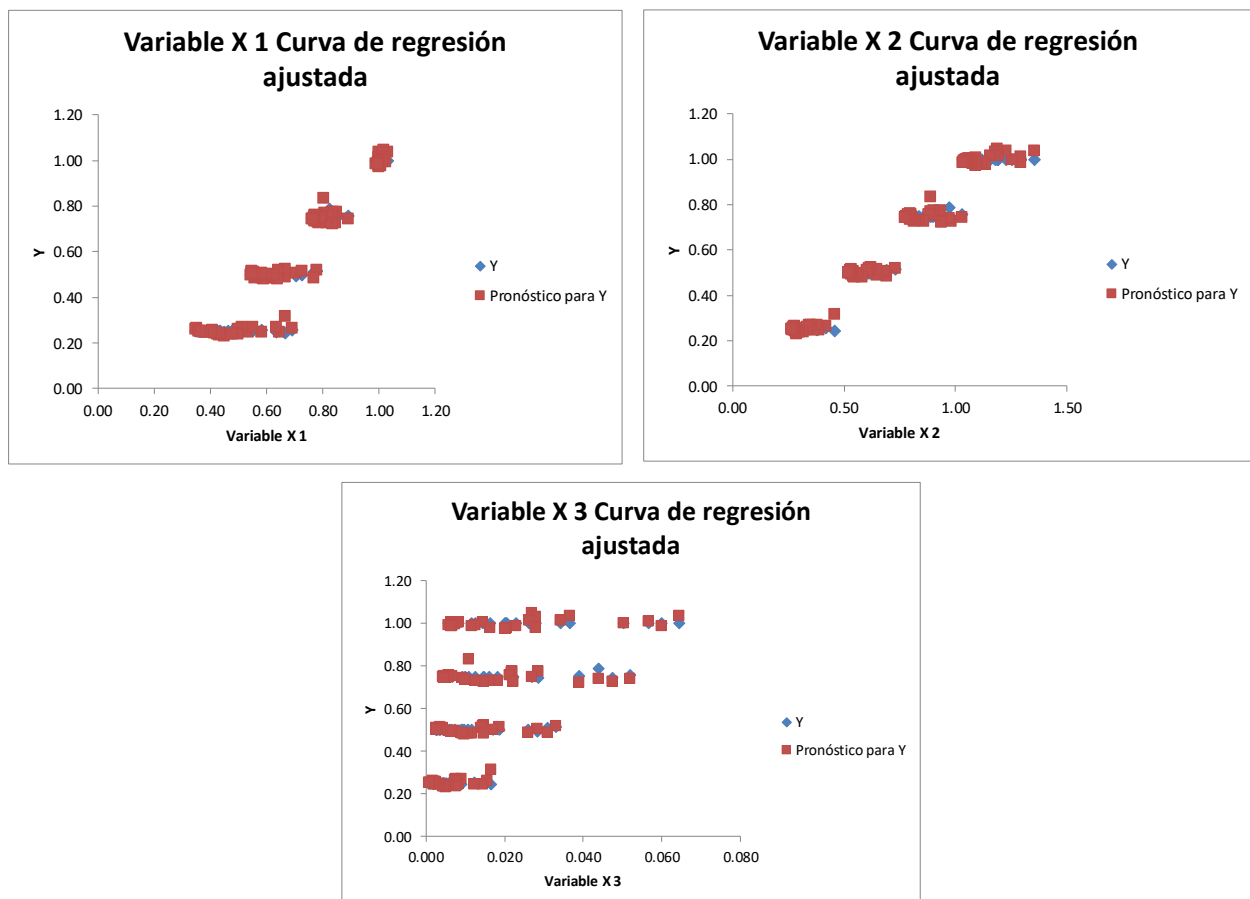 Variable X 1 Curva de regresión
ajustada
1.20
1.00
0.80
0.60
0.40
0.20
0.00
Y
0.00 0.20 0.40 0.60 0.80 1.00 1.20
Variable X 1
Y
Pronóstico para Y
Variable X 2 Curva de regresión
ajustada
1.20
1.00
0.80
0.60
0.40
0.20
0.00
Y
0.00 0.50 1.00 1.50
Variable X 2
Y
Pronóstico para Y
Variable X 3 Curva de regresión
ajustada
1.20
1.00
0.80
0.60
0.40
0.20
0.00
Y
0.000 0.020 0.040 0.060 0.080
Variable X 3
Y
Pronóstico para Y